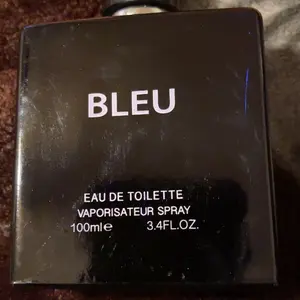 BLEU
EAU DE TOILETTE
VAPORISATEUR SPRAY
100ml℮ 3.4FL.OZ.